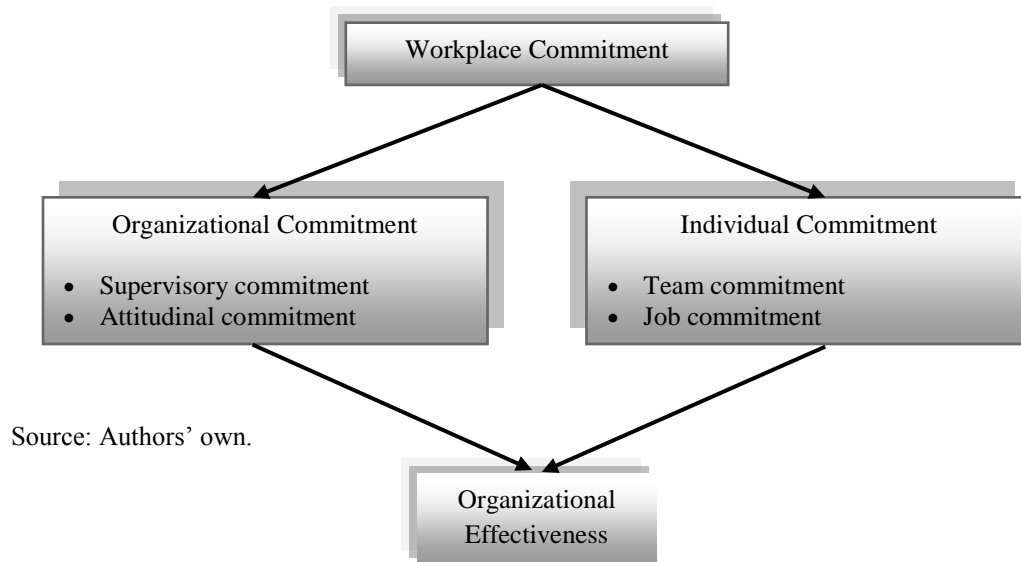 Workplace Commitment
Organizational Commitment
• Supervisory commitment
• Attitudinal commitment
Individual Commitment
• Team commitment
• Job commitment
Source: Authors’ own.
Organizational
Effectiveness